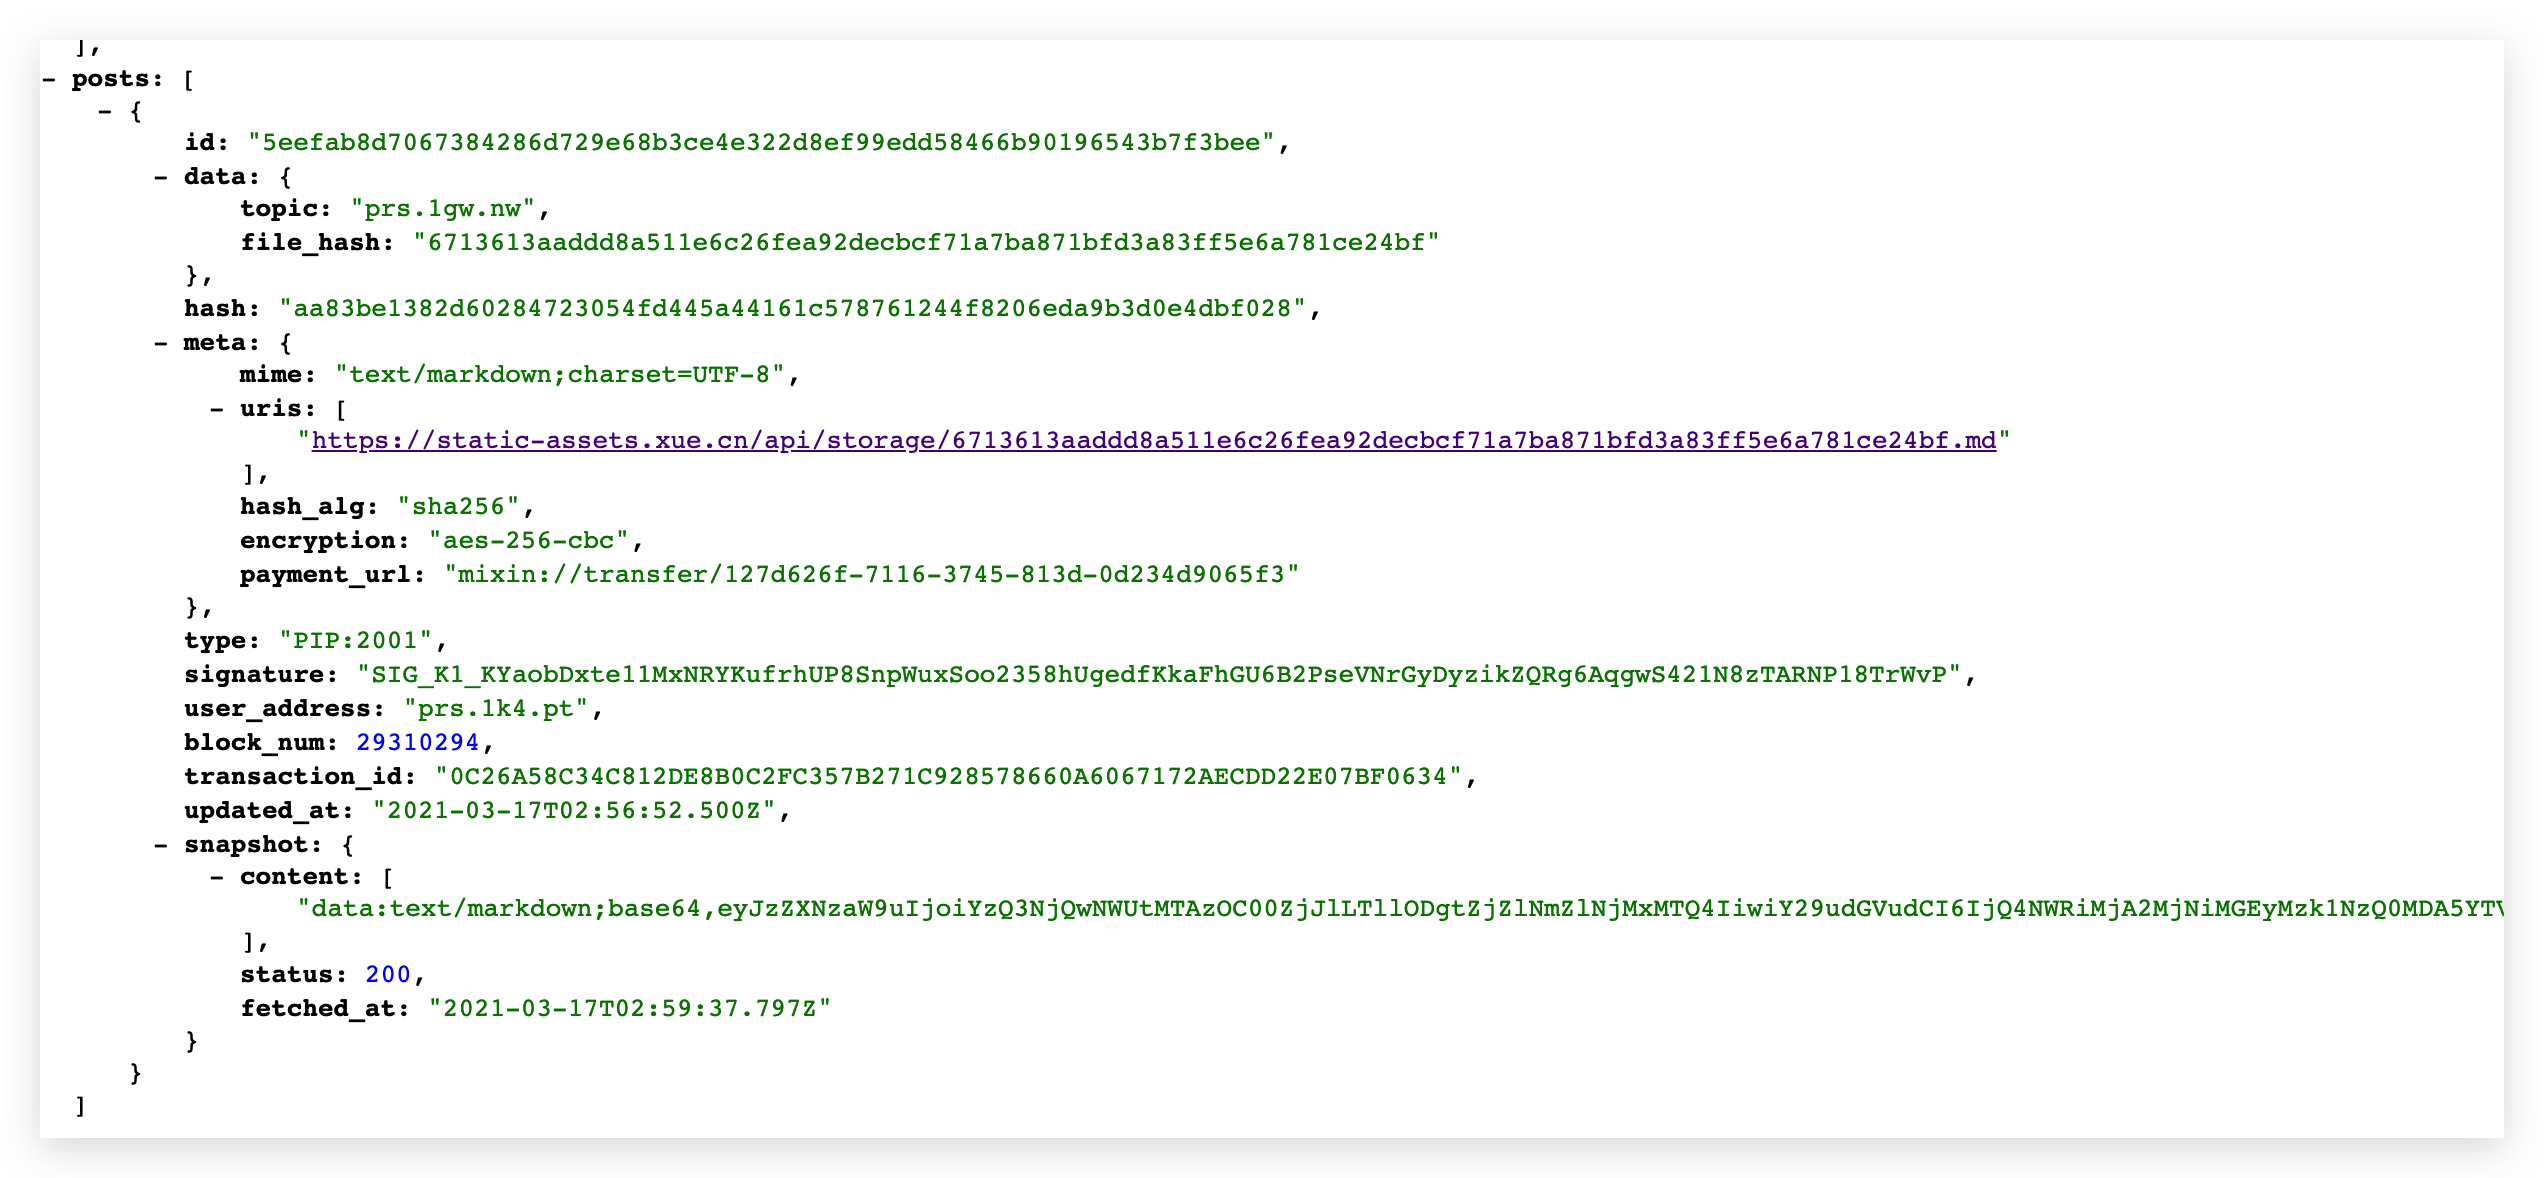 ],
- posts: [
- {
id: "5eefab8d7067384286d729e68b3ce4e322d8ef99edd58466b90196543b7f3bee",
- data: {
topic: "prs.1gw.nw",
file_hash: "6713613aaddd8a511e6c26fea92decbcf71a7ba871bfd3a83ff5e6a781ce24bf"
},
hash: "aa83be1382d60284723054fd445a44161c578761244f8206eda9b3d0e4dbf028",
- meta: {
mime: "text/markdown;charset=UTF-8",
- uris: [
"https://static-assets.xue.cn/api/storage/6713613aaddd8a511e6c26fea92decbcf71a7ba871bfd3a83ff5e6a781ce24bf.md"
],
hash_alg: "sha256",
encryption: "aes-256-cbc",
payment_url: "mixin://transfer/127d626f-7116-3745-813d-0d234d9065f3"
},
type: "PIP:2001",
signature: "SIG_K1_KYaobDxte11MxNRYKufrhUP8SnpWuxSoo2358hUgedfKkaFhGU6B2PseVNrGyDyzikZQRg6AqgwS421N8zTARNP18TrWvP",
user_address: "prs.1k4.pt",
block_num: 29310294,
transaction_id: "0C26A58C34C812DE8B0C2FC357B271C928578660A6067172AECDD22E07BF0634",
updated_at: "2021-03-17T02:56:52.500Z",
- snapshot: {
- content: [
"data:text/markdown;base64,eyJzZXNzaW9uIjoiYzQ3NjQwNWUtMTAzOC00ZjJlLTllODgtZjZlNmZlNjMxMTQ4IiwiY29udGVudCI6IjQ4NWRiMjA2MjNiMGEyMzk1NzQ0MDA5YTV
],
status: 200,
fetched_at: "2021-03-17T02:59:37.797Z"
}
}
]